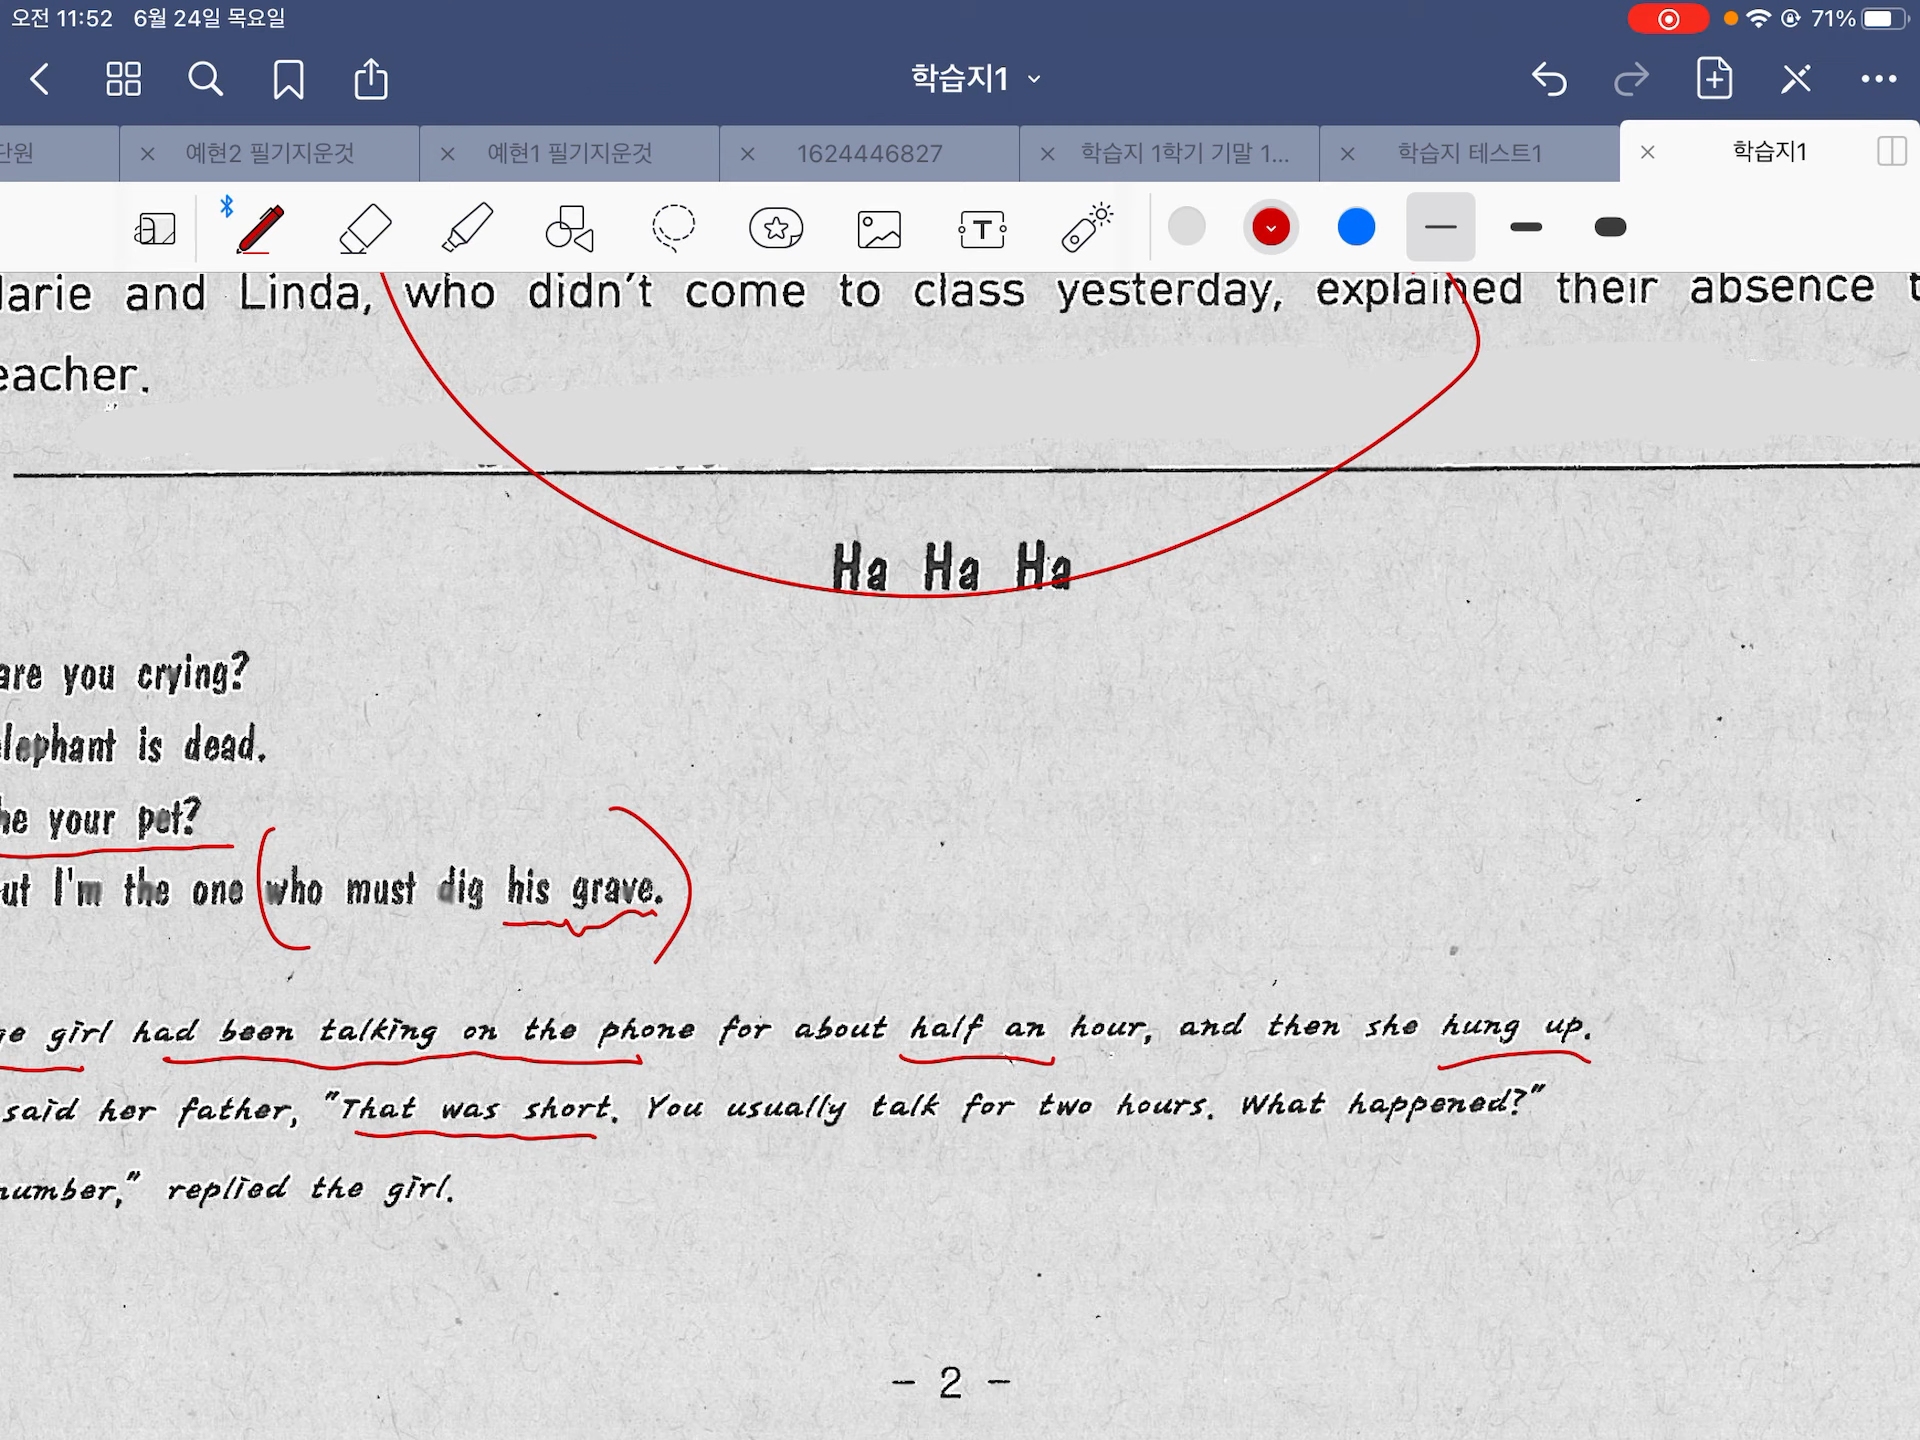 오전 11:52 6월 24일 목요일
71%
학습지1
단원
예현2 필기지운것
예현1 필기지운것
1624446827
학습지 1학기 기말 1...
학습지 테스트1
학습지1
and Linda, who didn't come to class yesterday, explained their absence
Ha Ha Ha
are you crying?
is dead.
your pet?
I'm the one who must dig his grave.
girl had been talking on the phone for about half an hour, and then she hung up.
said her father, "That was short. You usually talk for two hours. What happened?"
number," replied the girl.
- 2 -